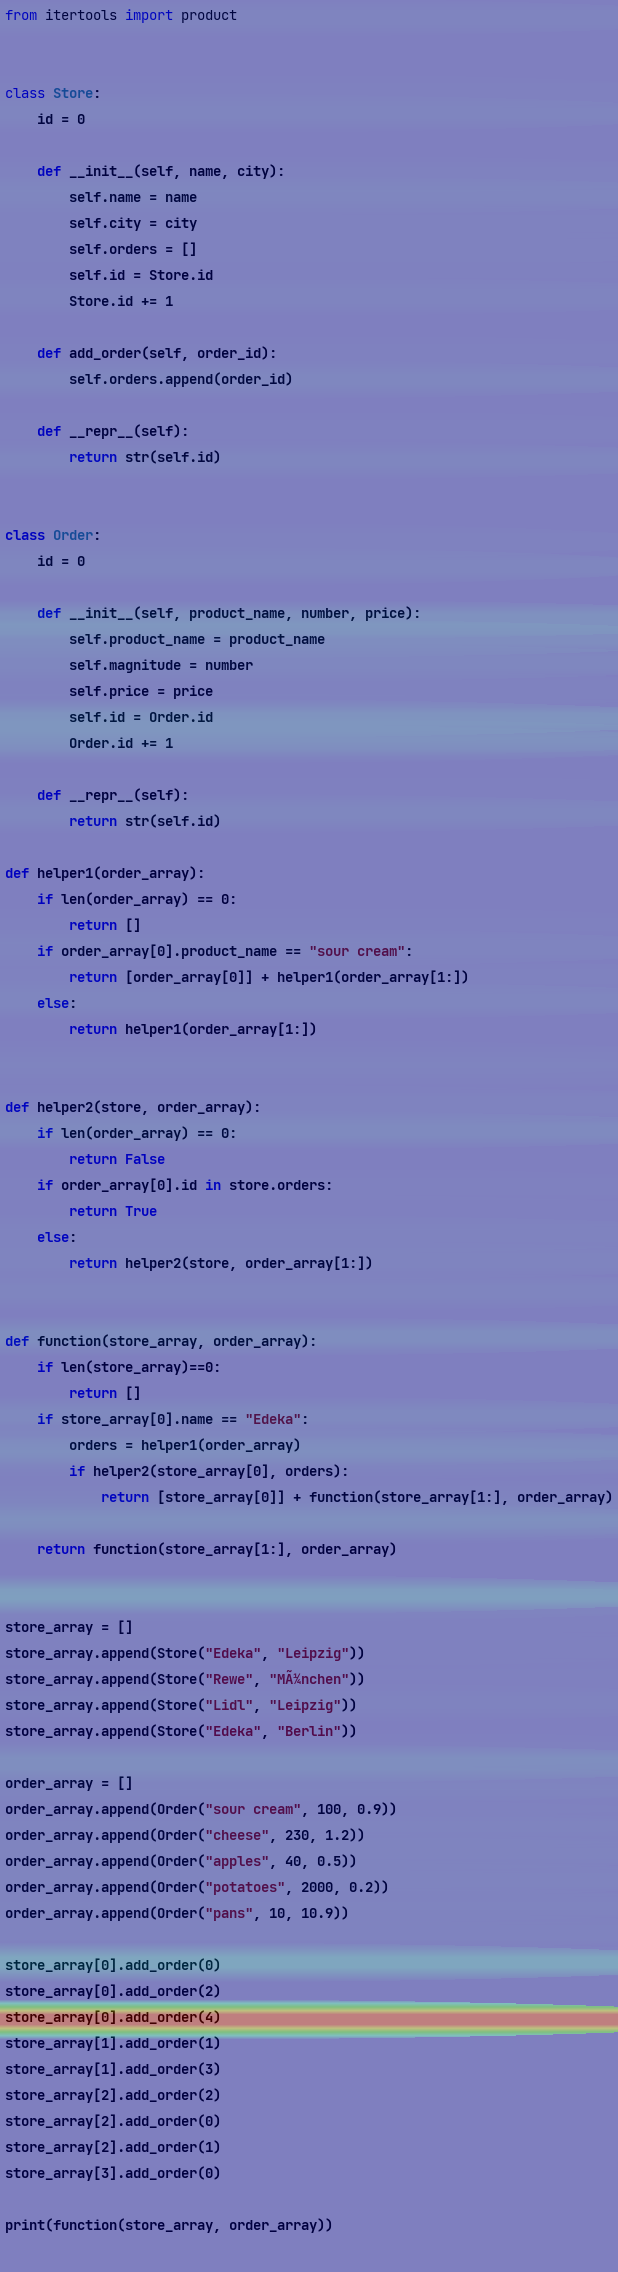 from itertools import product
class Store:
    id = 0
    def __init__(self, name, city):
        self.name = name
        self.city = city
        self.orders = []
        self.id = Store.id
        Store.id += 1
    def add_order(self, order_id):
        self.orders.append(order_id)
    def __repr__(self):
        return str(self.id)
class Order:
    id = 0
    def __init__(self, product_name, number, price):
        self.product_name = product_name
        self.magnitude = number
        self.price = price
        self.id = Order.id
        Order.id += 1
    def __repr__(self):
        return str(self.id)
def helper1(order_array):
    if len(order_array) == 0:
        return []
    if order_array[0].product_name == "sour cream":
        return [order_array[0]] + helper1(order_array[1:])
    else:
        return helper1(order_array[1:])
def helper2(store, order_array):
    if len(order_array) == 0:
        return False
    if order_array[0].id in store.orders:
        return True
    else:
        return helper2(store, order_array[1:])
def function(store_array, order_array):
    if len(store_array)==0:
        return []
    if store_array[0].name == "Edeka":
        orders = helper1(order_array)
        if helper2(store_array[0], orders):
            return [store_array[0]] + function(store_array[1:], order_array)
    return function(store_array[1:], order_array)
store_array = []
store_array.append(Store("Edeka", "Leipzig"))
store_array.append(Store("Rewe", "MÃ¼nchen"))
store_array.append(Store("Lidl", "Leipzig"))
store_array.append(Store("Edeka", "Berlin"))
order_array = []
order_array.append(Order("sour cream", 100, 0.9))
order_array.append(Order("cheese", 230, 1.2))
order_array.append(Order("apples", 40, 0.5))
order_array.append(Order("potatoes", 2000, 0.2))
order_array.append(Order("pans", 10, 10.9))
store_array[0].add_order(0)
store_array[0].add_order(2)
store_array[0].add_order(4)
store_array[1].add_order(1)
store_array[1].add_order(3)
store_array[2].add_order(2)
store_array[2].add_order(0)
store_array[2].add_order(1)
store_array[3].add_order(0)
print(function(store_array, order_array))